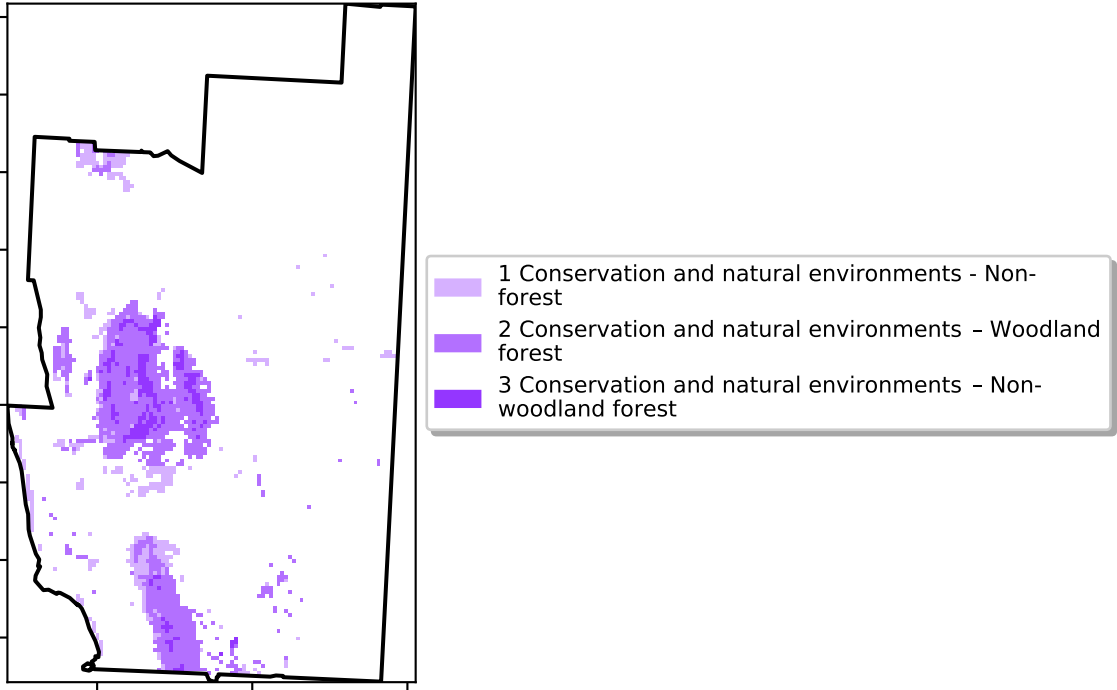 1 Conservation and natural environments - Non-
forest
2 Conservation and natural environments – Woodland
forest
3 Conservation and natural environments – Non-
woodland forest